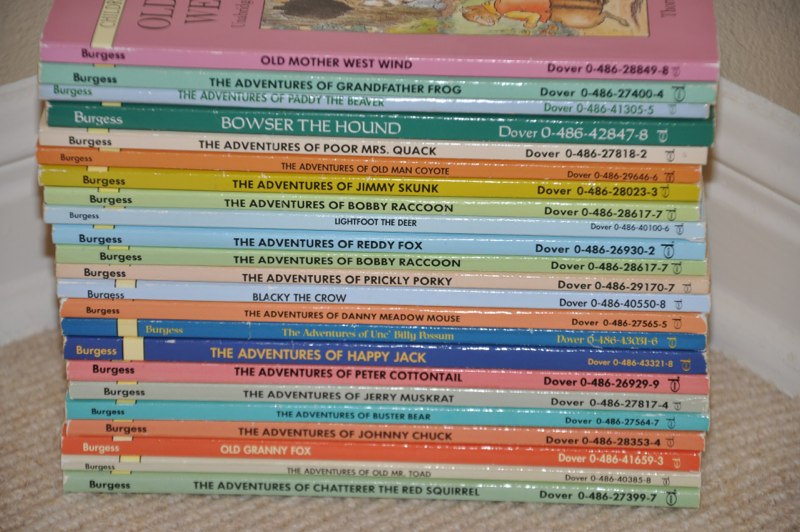 CHILDR
OLD
WE
Unabridg
Thorn
Burgess OLD MOTHER WEST WIND Dover 0-486-28849-8
Burgess THE ADVENTURES OF GRANDFATHER FROG Dover 0-486-27400-4
Burgess THE ADVENTURES OF PADDY THE BEAVER Dover 0-486-41305-5
Burgess BOWSER THE HOUND Dover 0-486-42847-8
Burgess THE ADVENTURES OF POOR MRS. QUACK Dover 0-486-27818-2
Burgess THE ADVENTURES OF OLD MAN COYOTE Dover 0-486-29646-6
Burgess THE ADVENTURES OF JIMMY SKUNK Dover 0-486-28023-3
Burgess THE ADVENTURES OF BOBBY RACCOON Dover 0-486-28617-7
Burgess LIGHTFOOT THE DEER Dover 0-486-40100-6
Burgess THE ADVENTURES OF REDDY FOX Dover 0-486-26930-2
Burgess THE ADVENTURES OF BOBBY RACCOON Dover 0-486-28617-7
Burgess THE ADVENTURES OF PRICKLY PORKY Dover 0-486-29170-7
Burgess BLACKY THE CROW Dover 0-486-40550-8
Burgess THE ADVENTURES OF DANNY MEADOW MOUSE Dover 0-486-27565-5
Burgess The Adventures of Unc' Billy Possum Dover 0-486-43031-6
Burgess THE ADVENTURES OF HAPPY JACK Dover 0-486-43321-8
Burgess THE ADVENTURES OF PETER COTTONTAIL Dover 0-486-26929-9
Burgess THE ADVENTURES OF JERRY MUSKRAT Dover 0-486-27817-4
Burgess THE ADVENTURES OF BUSTER BEAR Dover 0-486-27564-7
Burgess THE ADVENTURES OF JOHNNY CHUCK Dover 0-486-28353-4
Burgess OLD GRANNY FOX Dover 0-486-41659-3
Burgess THE ADVENTURES OF OLD MR. TOAD Dover 0-486-40385-8
Burgess THE ADVENTURES OF CHATTERER THE RED SQUIRREL Dover 0-486-27399-7